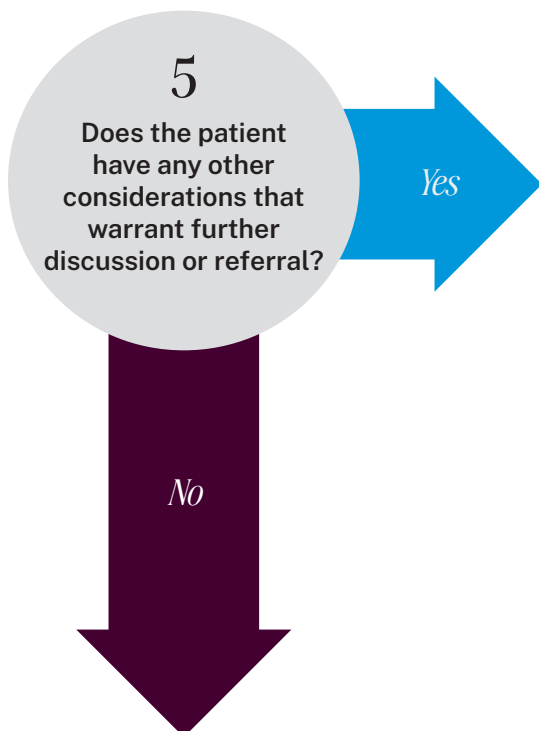 5
Does the patient
have any other
considerations that
warrant further
discussion or referral?
Yes
No